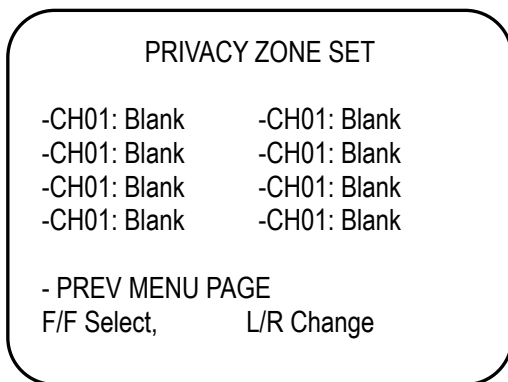 PRIVACY ZONE SET
-CH01: Blank -CH01: Blank
-CH01: Blank -CH01: Blank
-CH01: Blank -CH01: Blank
-CH01: Blank -CH01: Blank
- PREV MENU PAGE
F/F Select, L/R Change